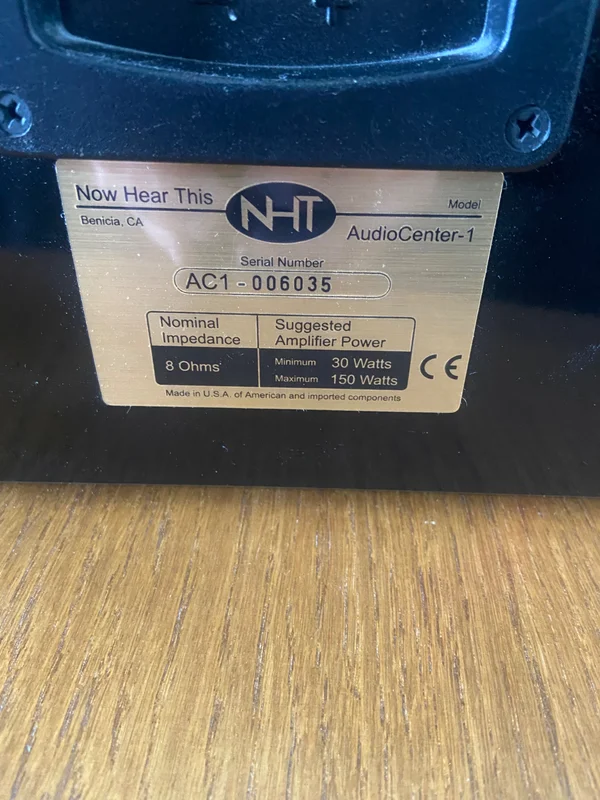 +
Now Hear This NHT Model
Benicia, CA AudioCenter-1
Serial Number
AC1 - 006035
Nominal Impedance
Suggested Amplifier Power
8 Ohms
Minimum 30 Watts
Maximum 150 Watts
CE
Made in U.S.A. of American and imported components